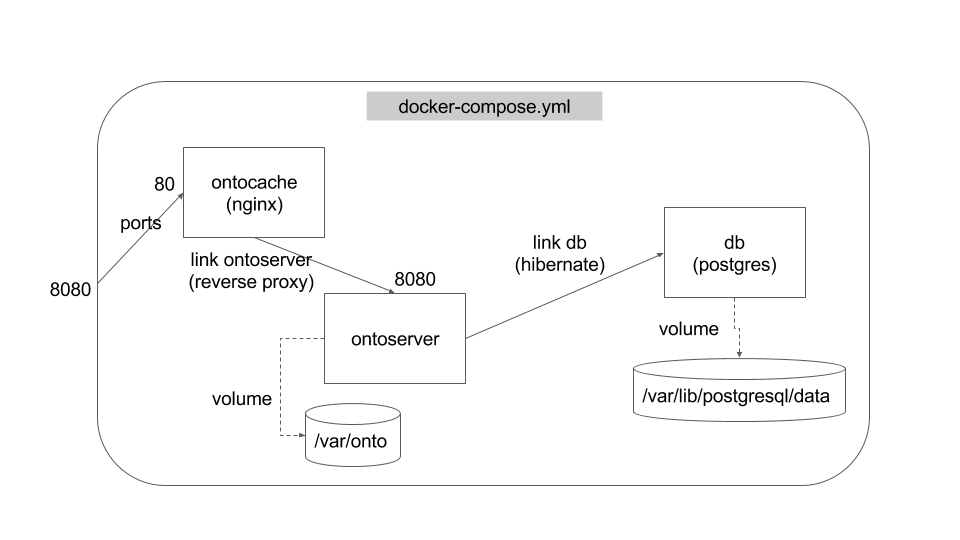 docker-compose.yml
80
ontocache
(nginx)
ports
8080
link ontoserver
(reverse proxy)
8080
ontoserver
volume
/var/onto
link db
(hibernate)
db
(postgres)
volume
/var/lib/postgresql/data